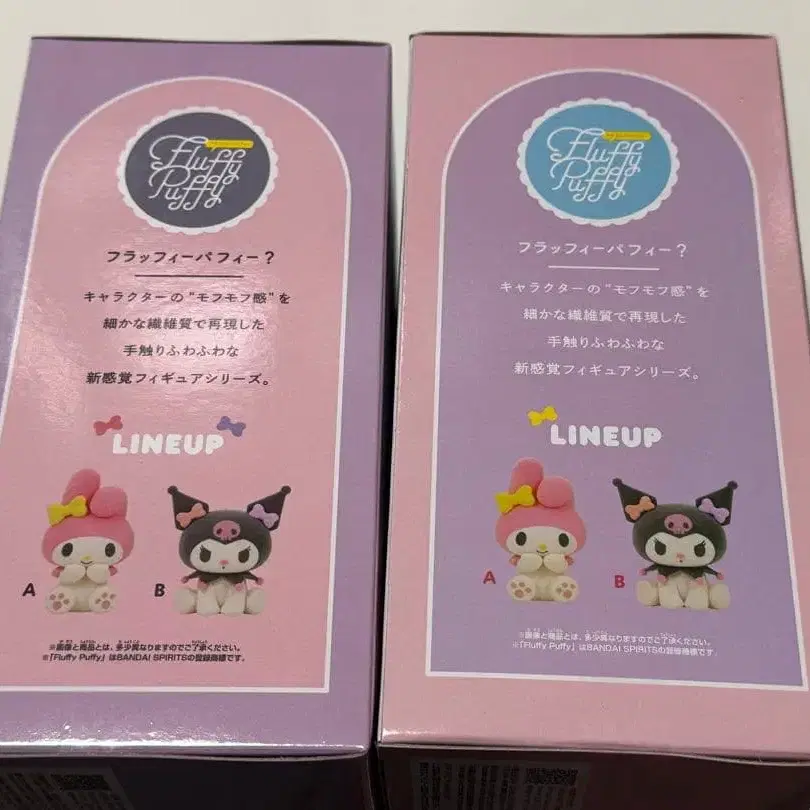 Fluffy
Puffy
フラッフィーパフィー?
キャラクターの"モフモフ感"を
細かな繊維質で再現した
手触りふわふわな
新感覚フィギュアシリーズ。
LINEUP
A
B
※画像と商品とは、多少異なりますのでご了承ください。
※「Fluffy Puffy」はBANDAI SPIRITSの登録商標です。
Fluffy
Puffy
フラッフィーパフィー?
キャラクターの"モフモフ感"を
細かな繊維質で再現した
手触りふわふわな
新感覚フィギュアシリーズ。
LINEUP
A
B
※画像と商品とは、多少異なりますのでご了承ください。
※「Fluffy Puffy」はBANDAI SPIRITSの登録商標です。